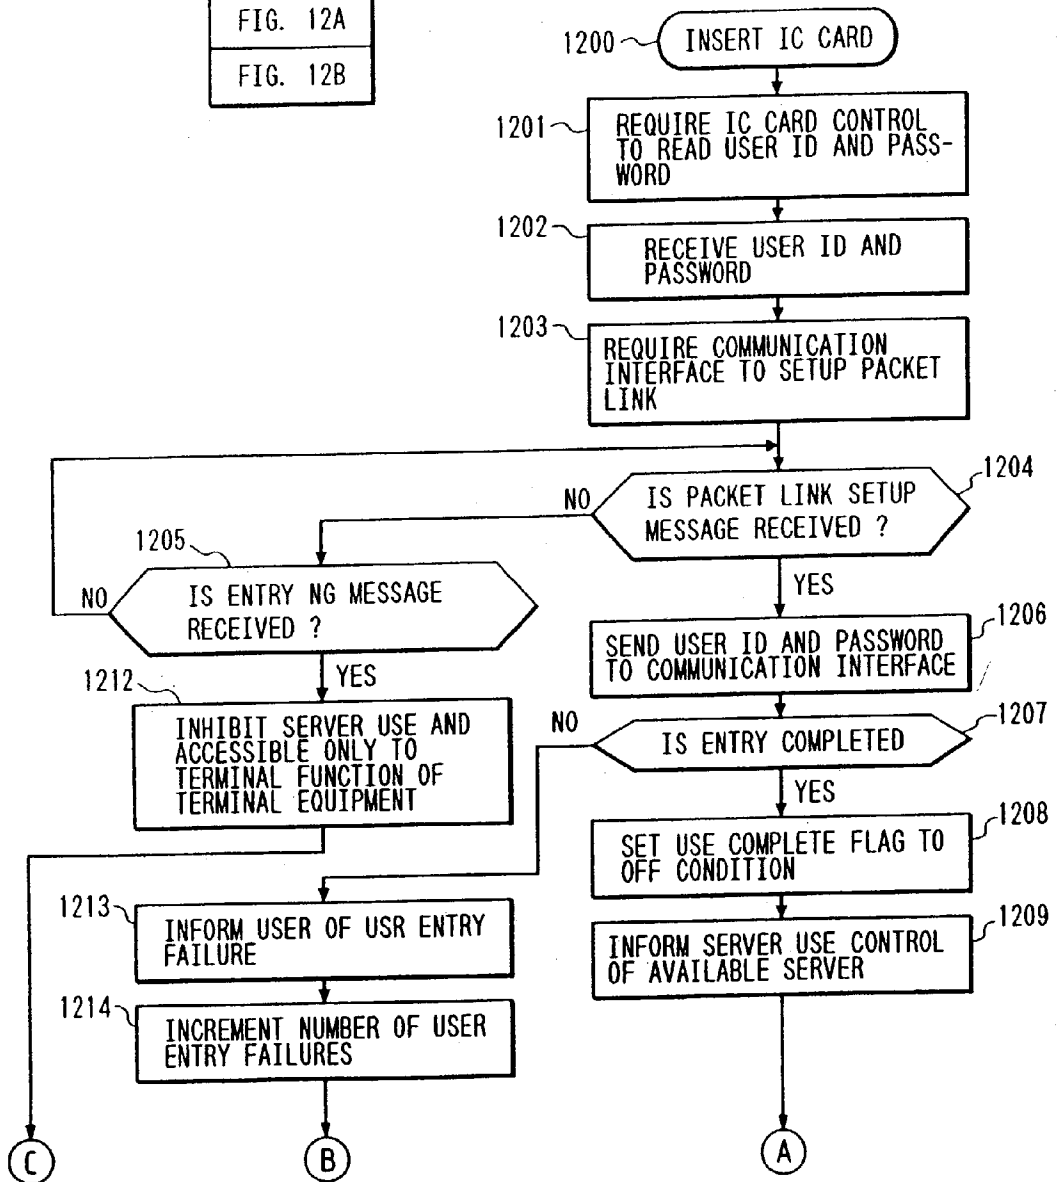 FIG. 12A
FIG. 12B
1200
INSERT IC CARD
1201
REQUIRE IC CARD CONTROL
TO READ USER ID AND PASS-
WORD
1202
RECEIVE USER ID AND
PASSWORD
1203
REQUIRE COMMUNICATION
INTERFACE TO SETUP PACKET
LINK
1204
IS PACKET LINK SETUP
MESSAGE RECEIVED ?
NO
YES
1205
IS ENTRY NG MESSAGE
RECEIVED ?
NO
YES
1206
SEND USER ID AND PASSWORD
TO COMMUNICATION INTERFACE
1212
INHIBIT SERVER USE AND
ACCESSIBLE ONLY TO
TERMINAL FUNCTION OF
TERMINAL EQUIPMENT
1207
IS ENTRY COMPLETED
NO
YES
1208
SET USE COMPLETE FLAG TO
OFF CONDITION
1213
INFORM USER OF USR ENTRY
FAILURE
1209
INFORM SERVER USE CONTROL
OF AVAILABLE SERVER
1214
INCREMENT NUMBER OF USER
ENTRY FAILURES
C
B
A